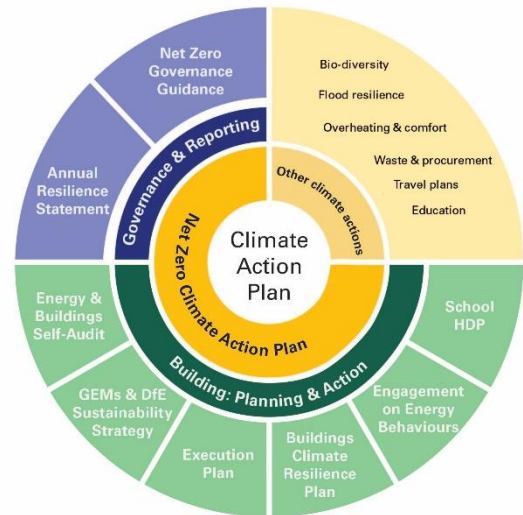 Net Zero
Governance
Guidance
Annual
Resilience
Statement
Governance & Reporting
Bio-diversity
Flood resilience
Overheating & comfort
Waste & procurement
Travel plans
Education
Other climate actions
Net Zero Climate Action Plan
Climate
Action
Plan
Building: Planning & Action
Energy &
Buildings
Self-Audit
GEMs & DfE
Sustainability
Strategy
Execution
Plan
Buildings
Climate
Resilience
Plan
Engagement
on Energy
Behaviours
School
HDP